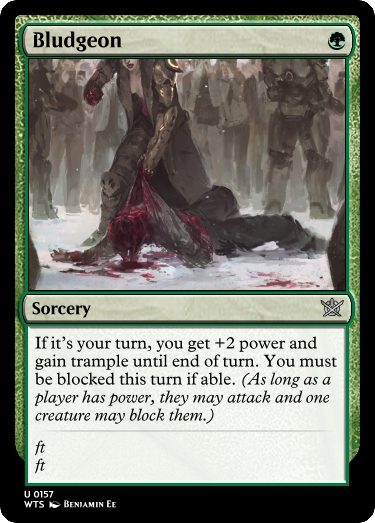 Bludgeon
Sorcery
If it's your turn, you get +2 power and
gain trample until end of turn. You must
be blocked this turn if able. (As long as a
player has power, they may attack and one
creature may block them.)
ft
ft
U 0157
WTS Benjamin Ee